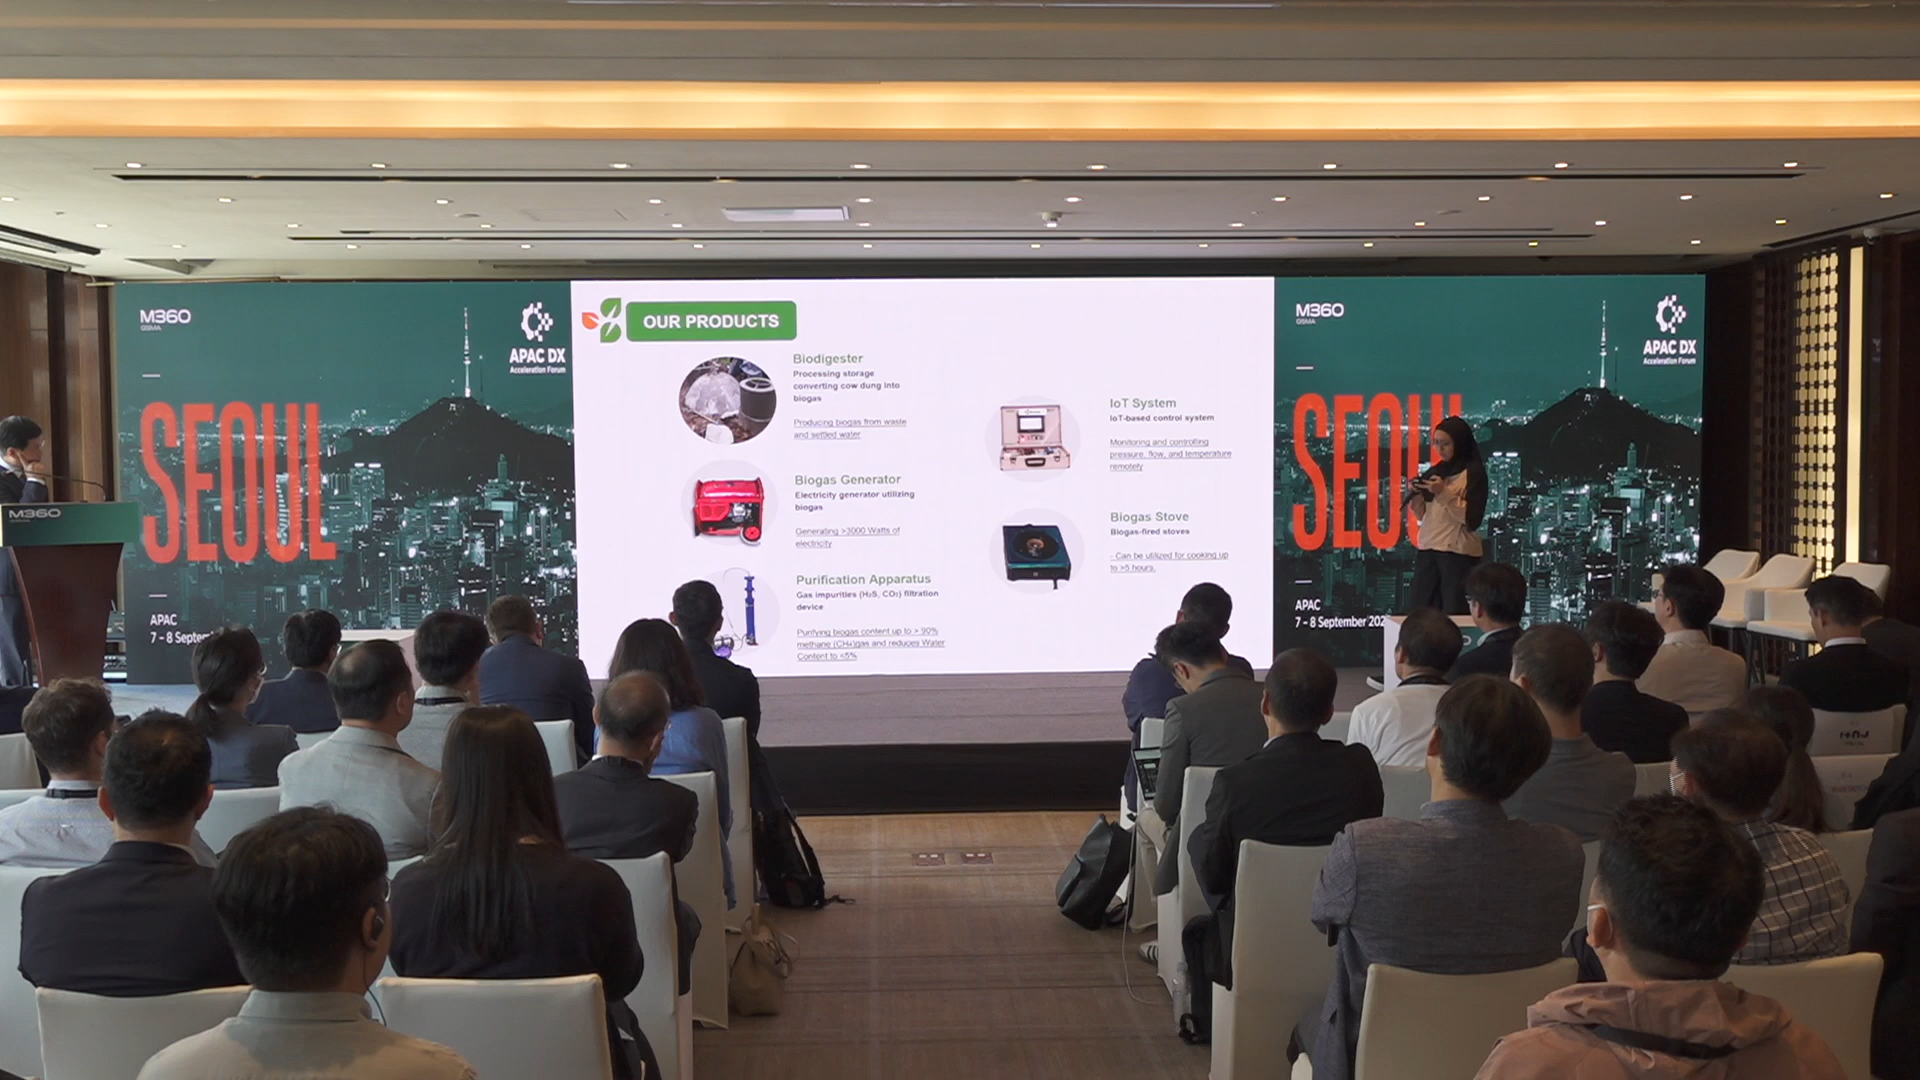 M360
GSMA
APAC DX
Acceleration Forum
SEOUL
APAC
7 – 8 Septem
M360
OUR PRODUCTS
Biodigester
Processing storage
converting cow dung into
biogas
Producing biogas from waste
and settled water
Biogas Generator
Electricity generator utilizing
biogas
Generating >3000 Watts of
electricity
Purification Apparatus
Gas impurities (H₂S, CO₂) filtration
device
Purifying biogas content up to > 90%
methane (CH₄)gas and reduces Water
Content to <5%
IoT System
IoT-based control system
Monitoring and controlling
pressure, flow, and temperature
remotely
Biogas Stove
Biogas-fired stoves
- Can be utilized for cooking up
to >5 hours.
M360
GSMA
APAC DX
Acceleration Forum
SEOUL
APAC
7 – 8 September 202